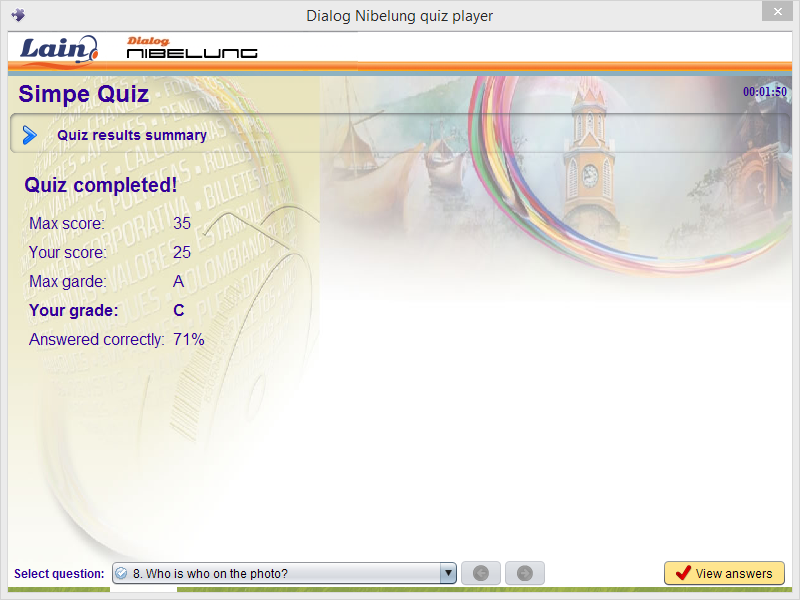 Dialog Nibelung quiz player
Lain
Dialog
NIBELUNG
Simpe Quiz
00:01:50
Quiz results summary
Quiz completed!
Max score: 35
Your score: 25
Max garde: A
Your grade: C
Answered correctly: 71%
Select question: 8. Who is who on the photo? View answers